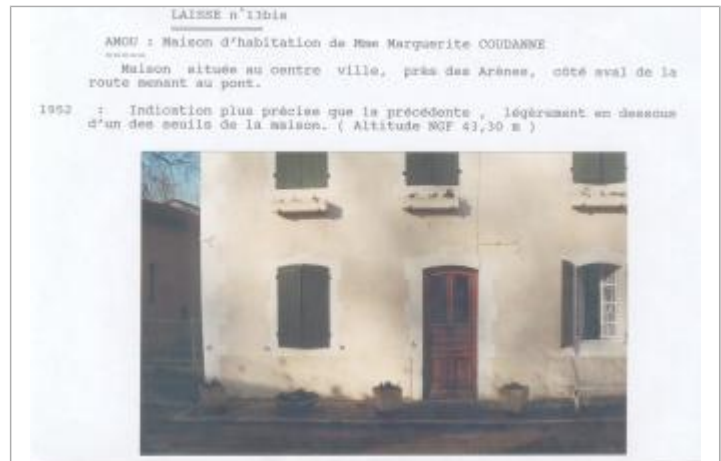 LAISSE n°13bis
AMOU : Maison d'habitation de Mme Marguerite COUDANNE
Maison située au centre ville, près des Arènes, côté aval de la
route menant au pont.
1952 : Indication plus précise que la précédente , légèrement en dessous
d'un des seuils de la maison. ( Altitude NGF 43,30 m )